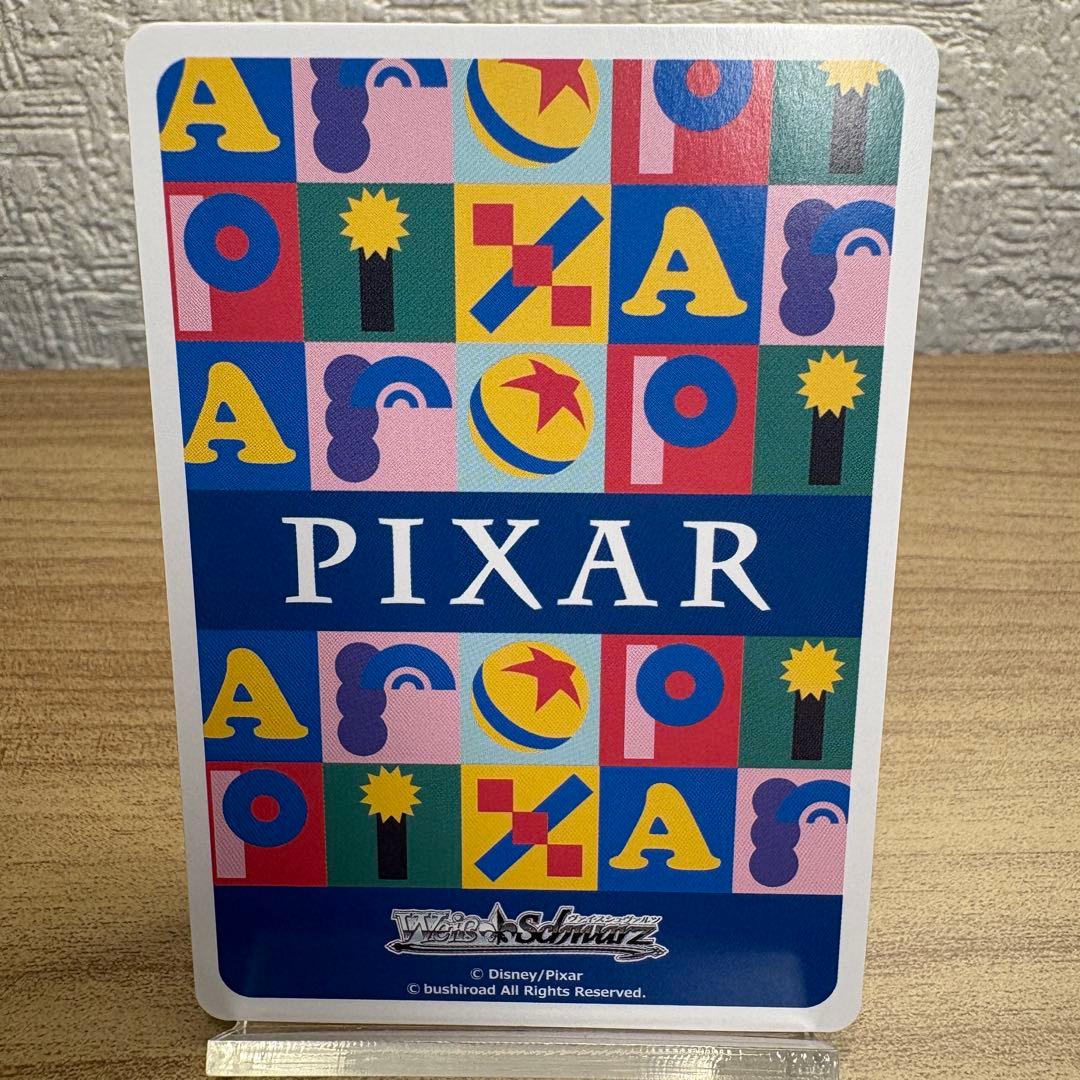 A r P i
P i X A r
A r P i
PIXAR
A r P i
P i X A r
ヴァイスシュヴァルツ
Weiß Schwarz
© Disney/Pixar
© bushiroad All Rights Reserved.